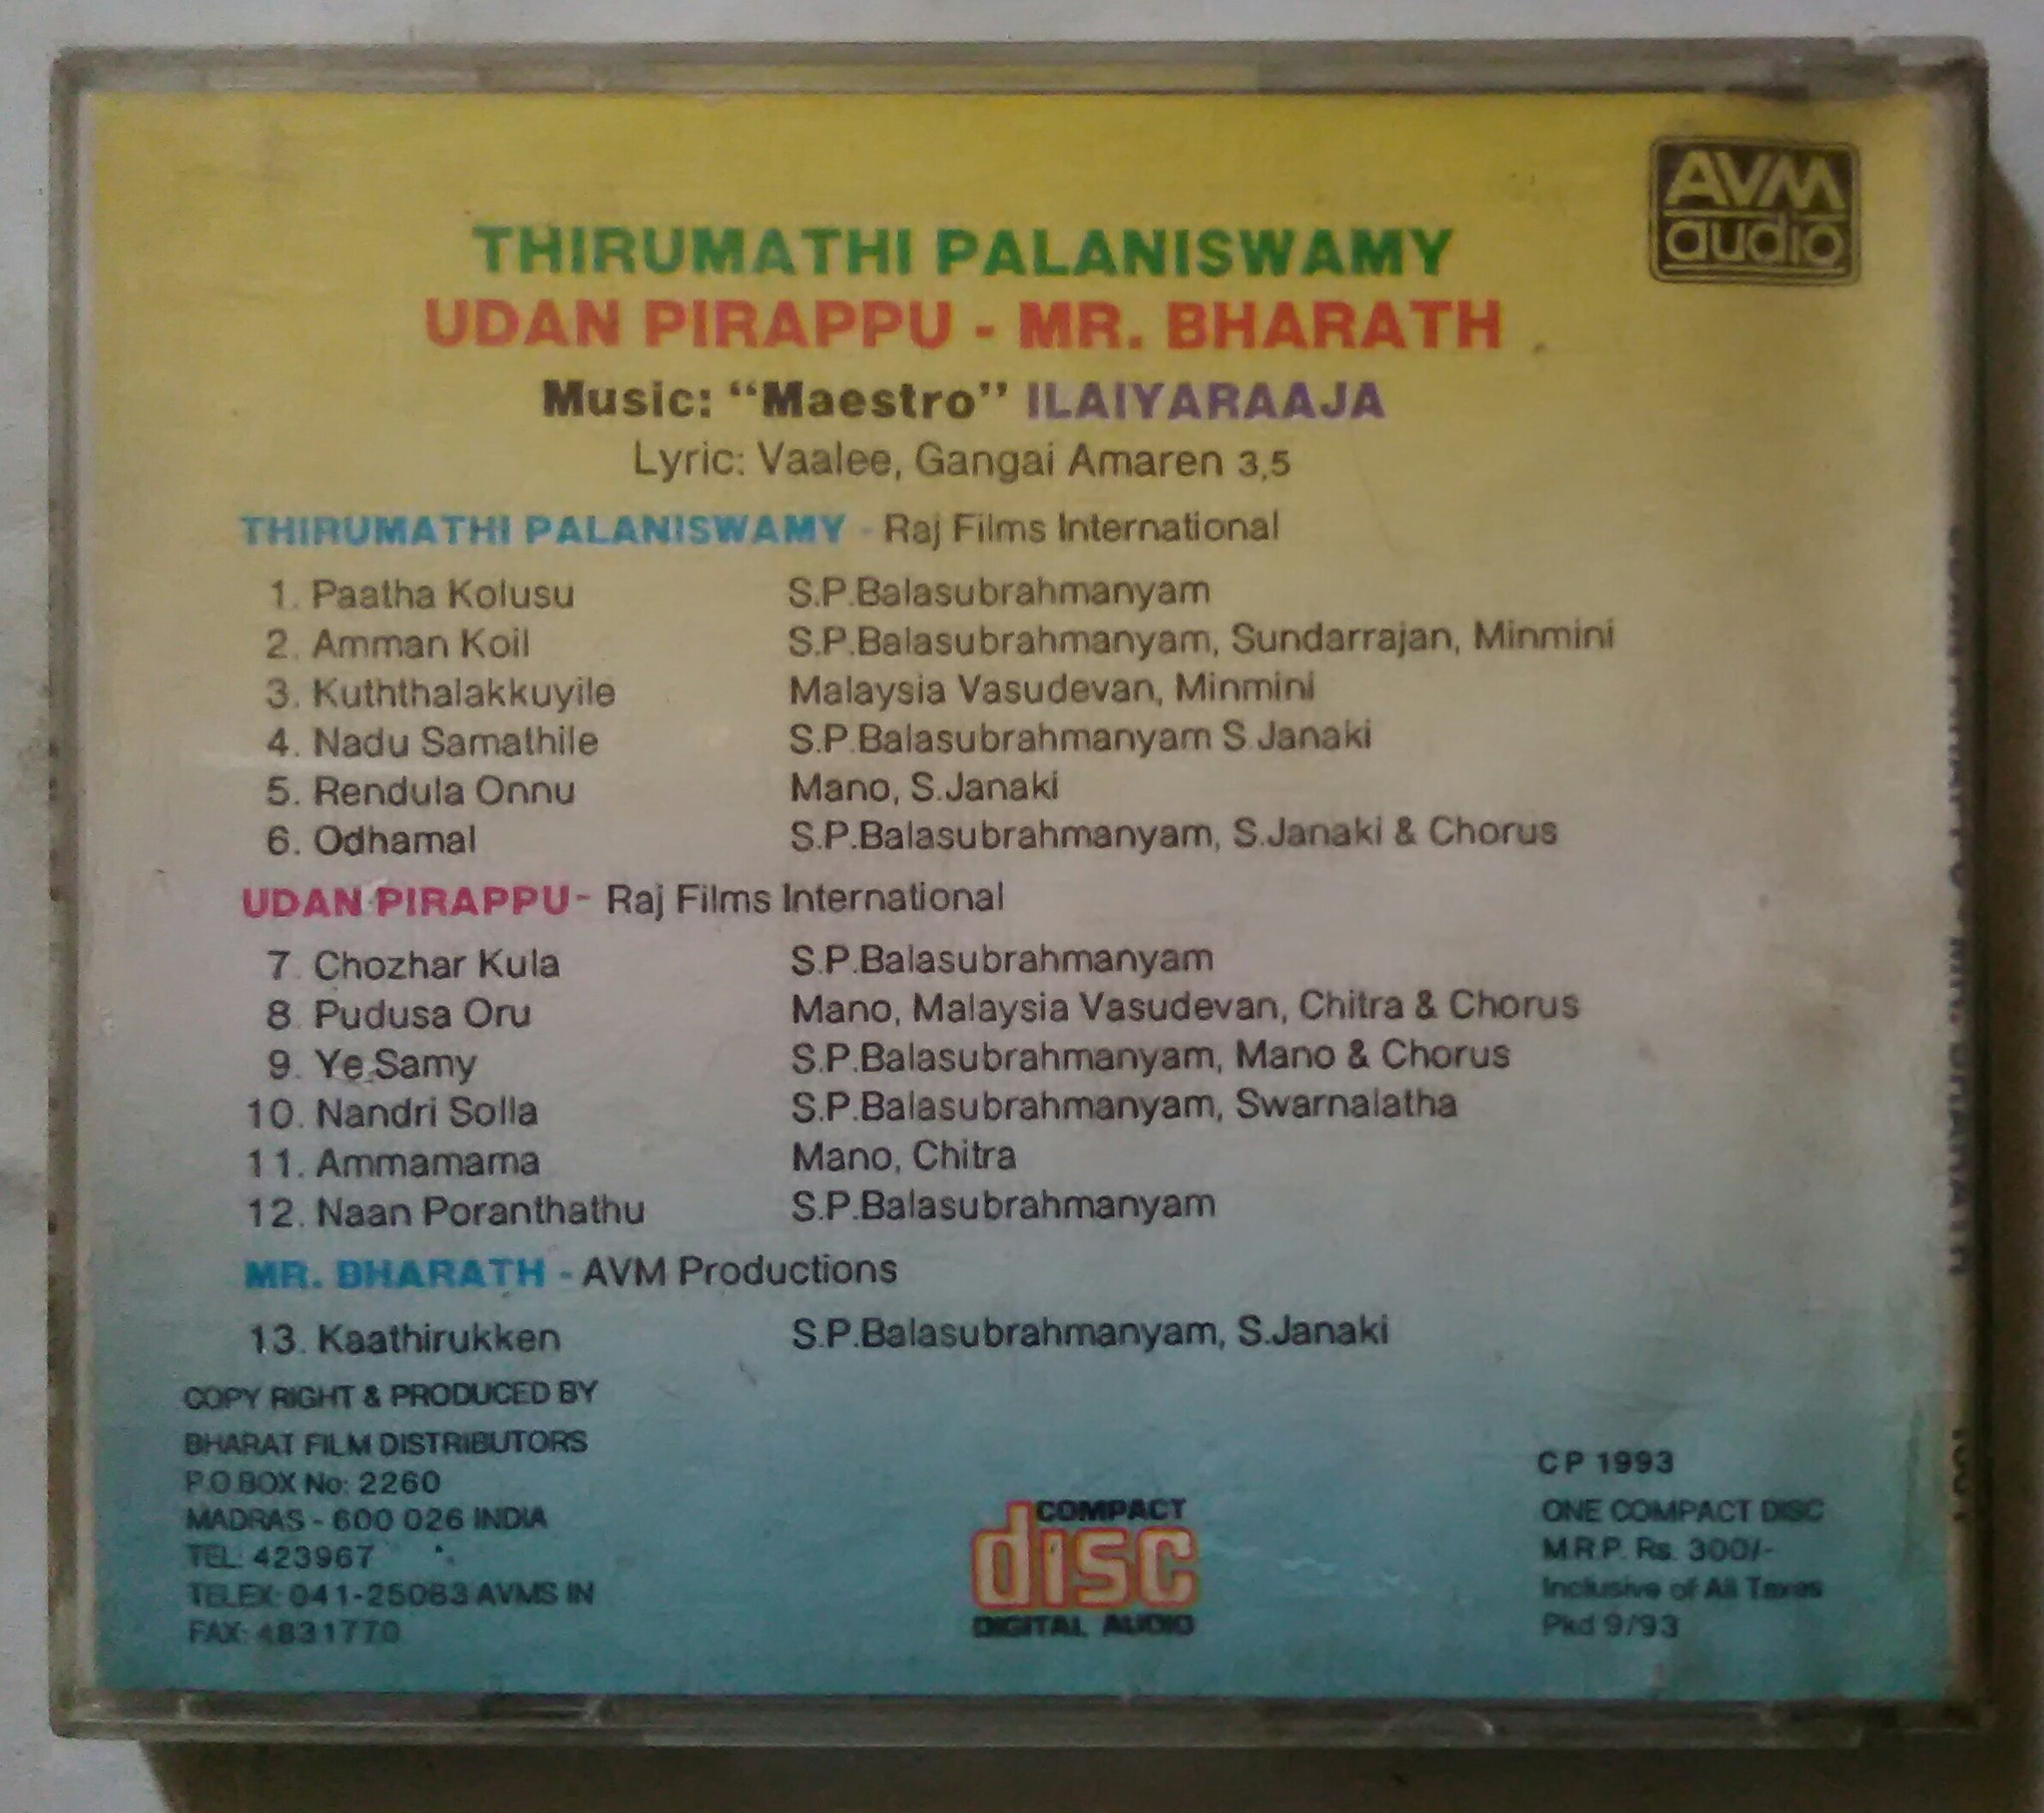 AVM
audio
THIRUMATHI PALANISWAMY
UDAN PIRAPPU - MR. BHARATH
Music: "Maestro" ILAIYARAAJA
Lyric: Vaalee, Gangai Amaren 3,5
THIRUMATHI PALANISWAMY - Raj Films International
1. Paatha Kolusu S.P.Balasubrahmanyam
2. Amman Koil S.P.Balasubrahmanyam, Sundarrajan, Minmini
3. Kuththalakkuyile Malaysia Vasudevan, Minmini
4. Nadu Samathile S.P.Balasubrahmanyam S.Janaki
5. Rendula Onnu Mano, S.Janaki
6. Odhamal S.P.Balasubrahmanyam, S.Janaki & Chorus
UDAN PIRAPPU- Raj Films International
7. Chozhar Kula S.P.Balasubrahmanyam
8. Pudusa Oru Mano, Malaysia Vasudevan, Chitra & Chorus
9. Ye Samy S.P.Balasubrahmanyam, Mano & Chorus
10. Nandri Solla S.P.Balasubrahmanyam, Swarnalatha
11. Ammamama Mano, Chitra
12. Naan Poranthathu S.P.Balasubrahmanyam
MR. BHARATH - AVM Productions
13. Kaathirukken S.P.Balasubrahmanyam, S.Janaki
COPY RIGHT & PRODUCED BY
BHARAT FILM DISTRIBUTORS
P.O.BOX No: 2260
MADRAS - 600 026 INDIA
TEL: 423967
TELEX: 041-25083 AVMS IN
FAX: 4831770
COMPACT
disc
DIGITAL AUDIO
C P 1993
ONE COMPACT DISC
M.R.P. Rs. 300/-
Inclusive of All Taxes
Pkd 9/93